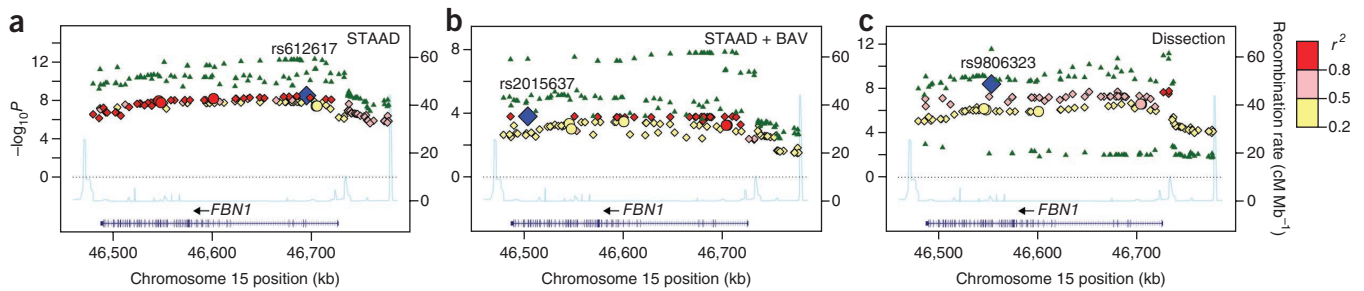 a
STAAD
rs612617
−log10P
12
8
4
0
60
40
20
0
FBN1
46,500
46,600
46,700
Chromosome 15 position (kb)
b
STAAD + BAV
rs2015637
8
6
4
2
0
60
40
20
0
FBN1
46,500
46,600
46,700
Chromosome 15 position (kb)
c
Dissection
rs9806323
12
8
4
0
60
40
20
0
FBN1
46,500
46,600
46,700
Chromosome 15 position (kb)
Recombination rate (cM Mb−1)
r2
0.8
0.5
0.2